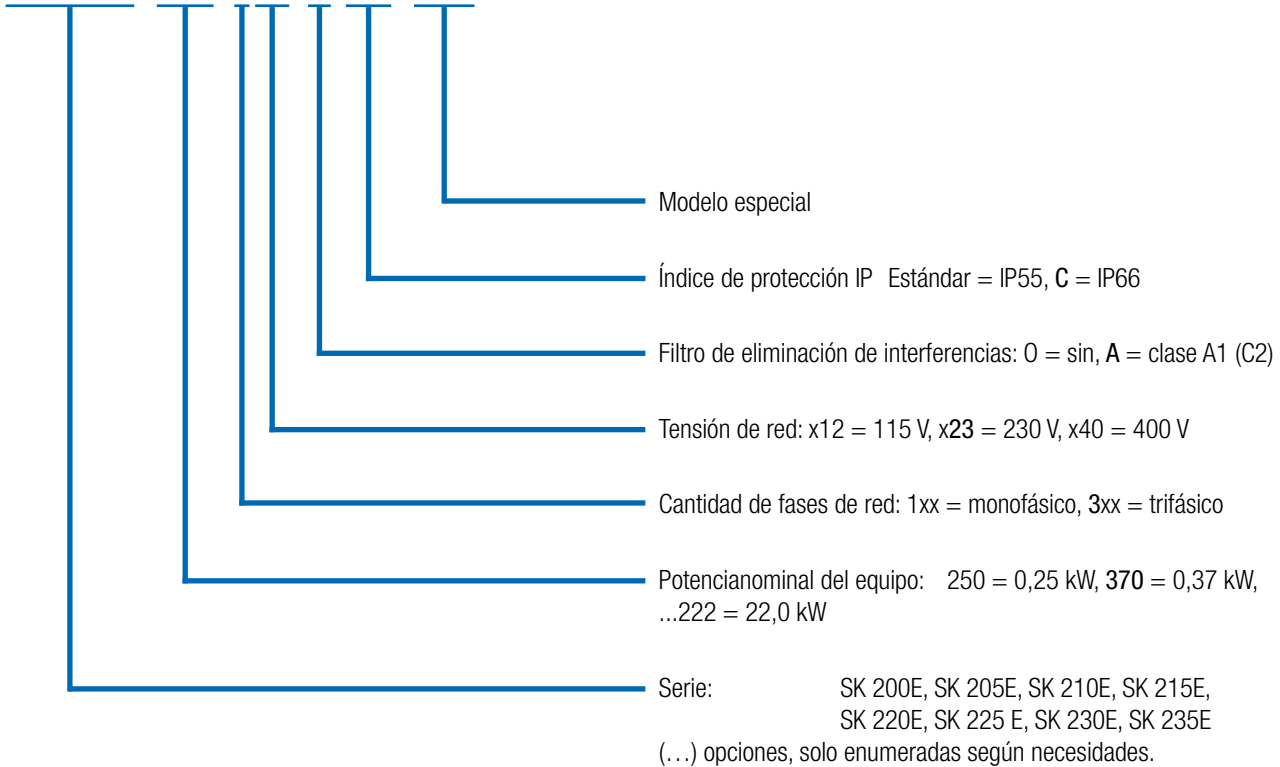 Modelo especial
Índice de protección IP Estándar = IP55, C = IP66
Filtro de eliminación de interferencias: O = sin, A = clase A1 (C2)
Tensión de red: x12 = 115 V, x23 = 230 V, x40 = 400 V
Cantidad de fases de red: 1xx = monofásico, 3xx = trifásico
Potencianominal del equipo: 250 = 0,25 kW, 370 = 0,37 kW,
...222 = 22,0 kW
Serie: SK 200E, SK 205E, SK 210E, SK 215E,
SK 220E, SK 225 E, SK 230E, SK 235E
(…) opciones, solo enumeradas según necesidades.